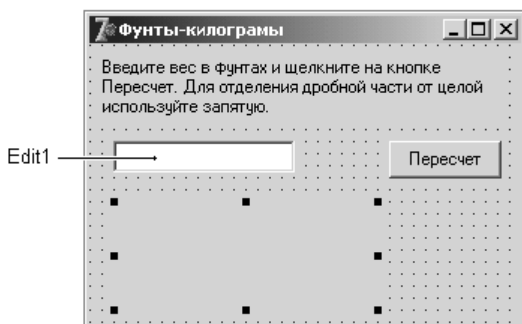 Фунты-килограмы
Введите вес в фунтах и щелкните на кнопке
Пересчет. Для отделения дробной части от целой
используйте запятую.
Edit1
Пересчет